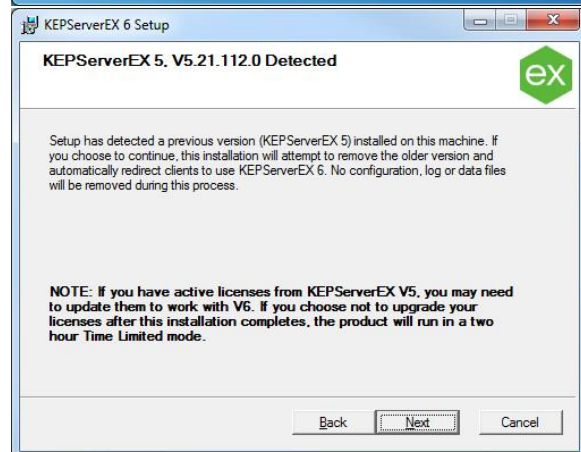 KEPServerEX 6 Setup
KEPServerEX 5, V5.21.112.0 Detected
ex
Setup has detected a previous version (KEPServerEX 5) installed on this machine. If
you choose to continue, this installation will attempt to remove the older version and
automatically redirect clients to use KEPServerEX 6. No configuration, log or data files
will be removed during this process.
NOTE: If you have active licenses from KEPServerEX V5, you may need
to update them to work with V6. If you choose not to upgrade your
licenses after this installation completes, the product will run in a two
hour Time Limited mode.
Back Next Cancel